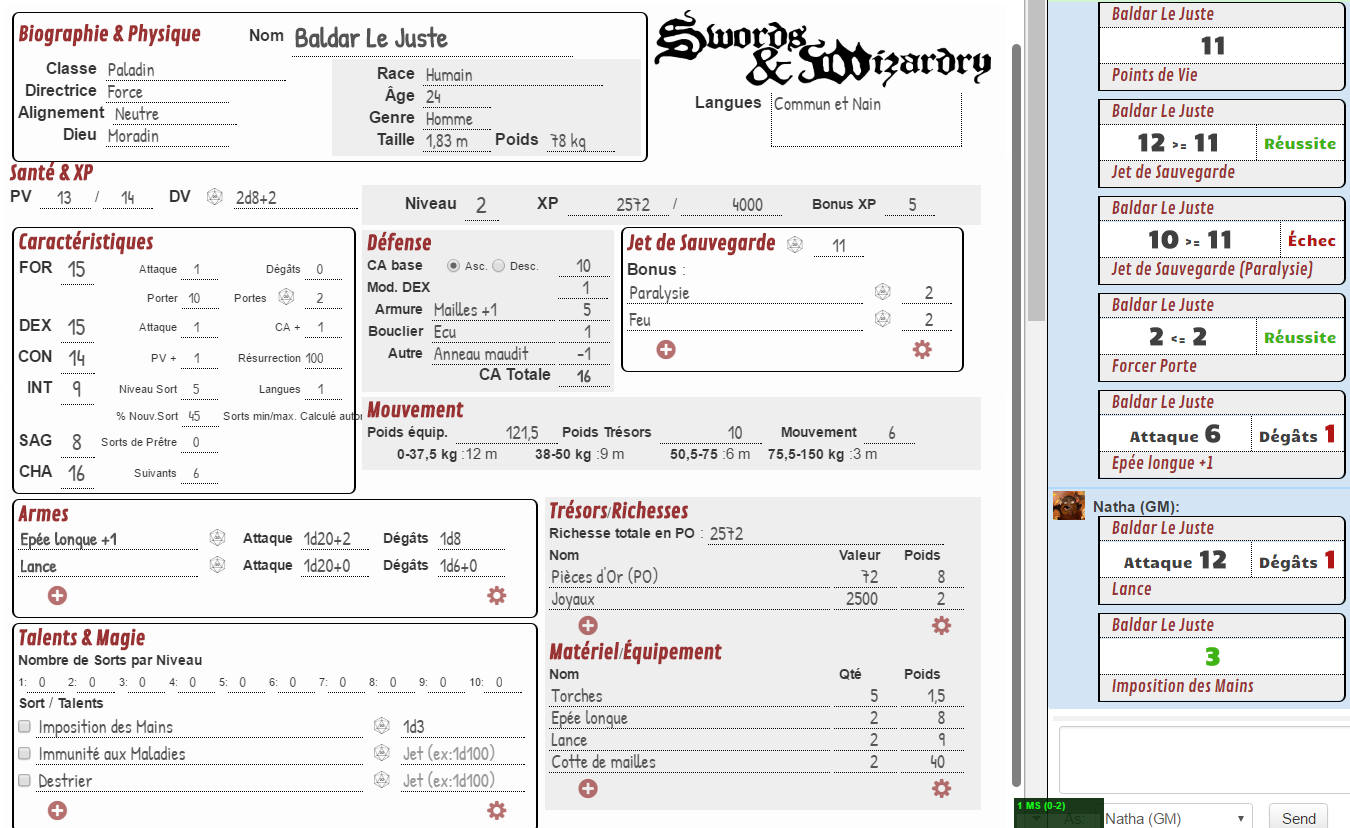 Biographie & Physique Nom Baldar Le Juste
Classe Paladin
Directrice Force
Alignement Neutre
Dieu Moradin
Race Humain
Âge 24
Genre Homme
Taille 1,83 m Poids 78 kg
Swords & Wizardry
Langues Commun et Nain
Santé & XP
PV 13 / 14 DV 2d8+2
Niveau 2 XP 2572 / 4000 Bonus XP 5
Caractéristiques
FOR 15 Attaque 1 Dégâts 0
Porter 10 Portes 2
DEX 15 Attaque 1 CA + 1
CON 14 PV + 1 Résurrection 100
INT 9 Niveau Sort 5 Langues 1
% Nouv.Sort 45 Sorts min/max. Calculé autor
SAG 8 Sorts de Prêtre 0
CHA 16 Suivants 6
Défense
CA base Asc. Desc. 10
Mod. DEX 1
Armure Mailles +1 5
Bouclier Ecu 1
Autre Anneau maudit -1
CA Totale 16
Jet de Sauvegarde 11
Bonus :
Paralysie 2
Feu 2
Mouvement
Poids équip. 121,5 Poids Trésors 10 Mouvement 6
0-37,5 kg :12 m 38-50 kg :9 m 50,5-75 :6 m 75,5-150 kg :3 m
Armes
Epée longue +1 Attaque 1d20+2 Dégâts 1d8
Lance Attaque 1d20+0 Dégâts 1d6+0
Talents & Magie
Nombre de Sorts par Niveau
1: 0 2: 0 3: 0 4: 0 5: 0 6: 0 7: 0 8: 0 9: 0 10: 0
Sort / Talents
Imposition des Mains 1d3
Immunité aux Maladies Jet (ex:1d100)
Destrier Jet (ex:1d100)
Trésors/Richesses
Richesse totale en PO : 2572
Nom Valeur Poids
Pièces d'Or (PO) 72 8
Joyaux 2500 2
Matériel/Équipement
Nom Qté Poids
Torches 5 1,5
Epée longue 2 8
Lance 2 9
Cotte de mailles 2 40
Baldar Le Juste
11
Points de Vie
Baldar Le Juste
12 >= 11 Réussite
Jet de Sauvegarde
Baldar Le Juste
10 >= 11 Échec
Jet de Sauvegarde (Paralysie)
Baldar Le Juste
2 <= 2 Réussite
Forcer Porte
Baldar Le Juste
Attaque 6 Dégâts 1
Epée longue +1
Natha (GM):
Baldar Le Juste
Attaque 12 Dégâts 1
Lance
Baldar Le Juste
3
Imposition des Mains
1 MS (0-2)
As: Natha (GM) Send